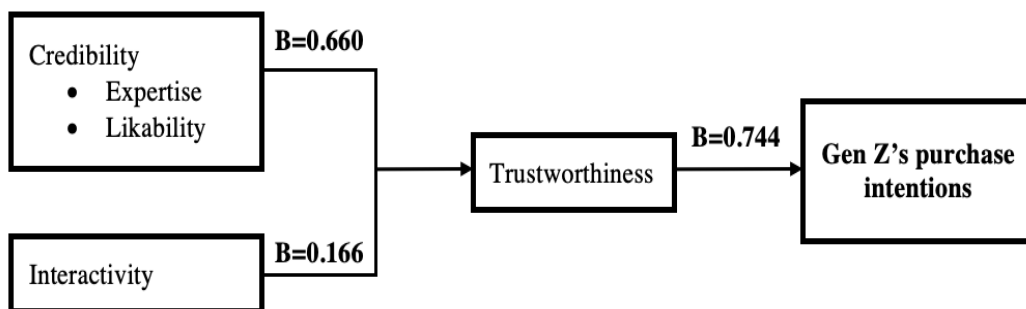 Credibility
• Expertise
• Likability
B=0.660
Interactivity
B=0.166
Trustworthiness
B=0.744
Gen Z’s purchase
intentions